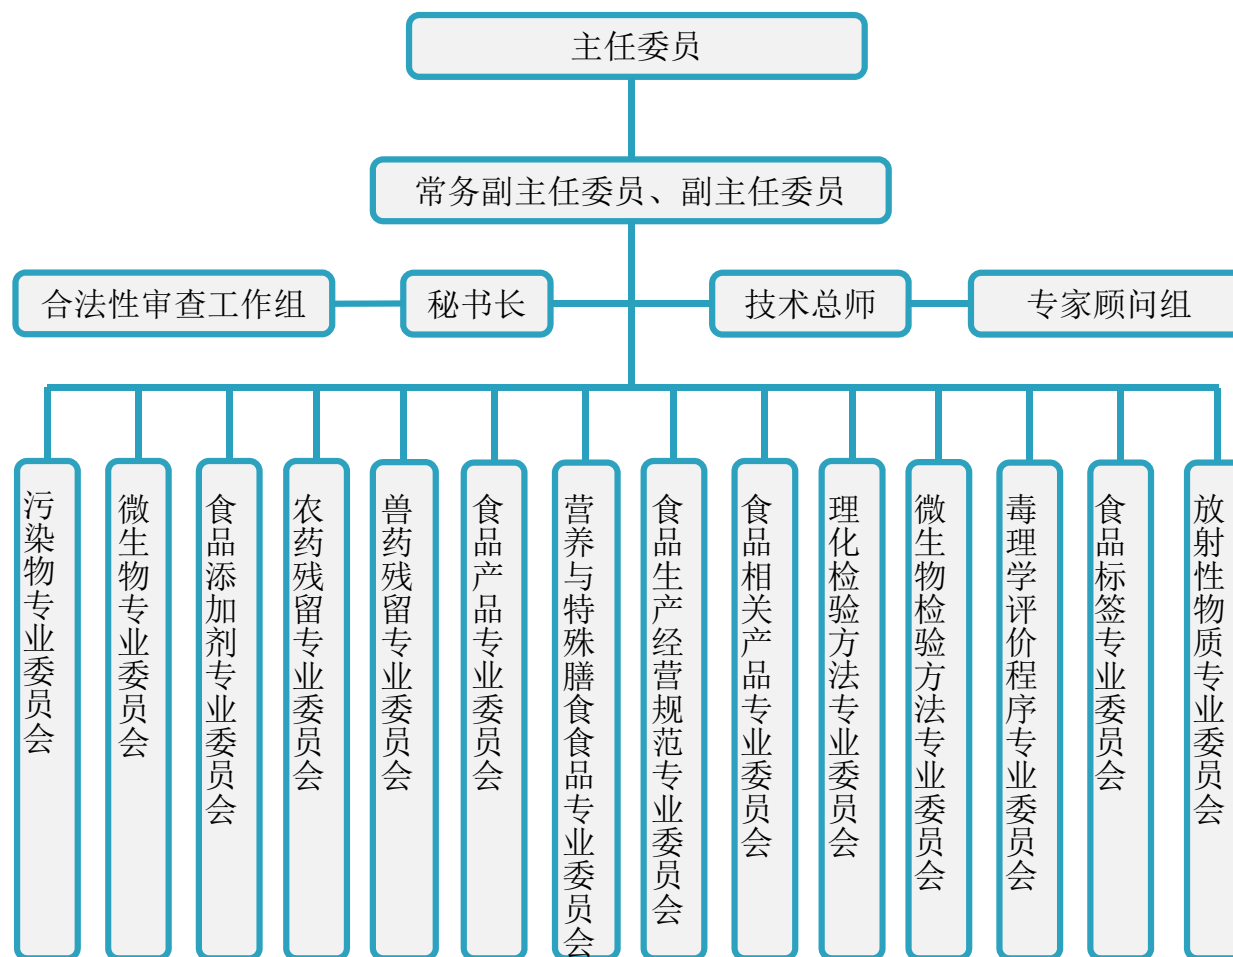 主任委员
常务副主任委员、副主任委员
合法性审查工作组
秘书长
技术总师
专家顾问组
污染物专业委员会
微生物专业委员会
食品添加剂专业委员会
农药残留专业委员会
兽药残留专业委员会
食品产品专业委员会
营养与特殊膳食食品专业委员会
食品生产经营规范专业委员会
食品相关产品专业委员会
理化检验方法专业委员会
微生物检验方法专业委员会
毒理学评价程序专业委员会
食品标签专业委员会
放射性物质专业委员会